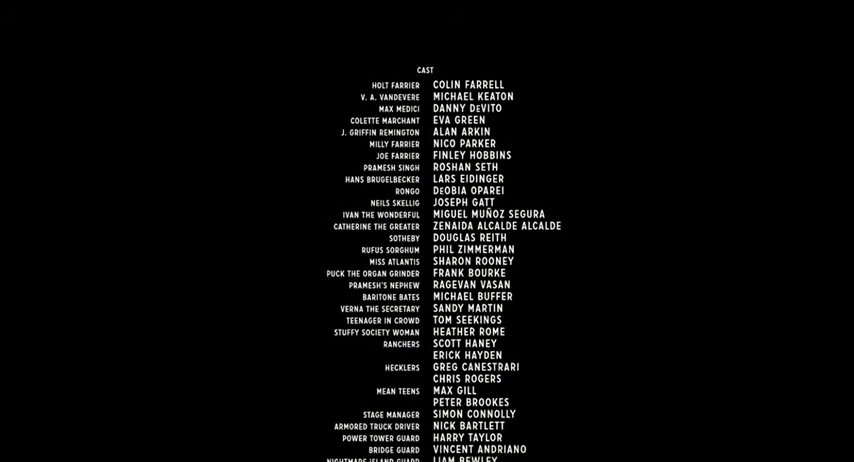 CAST
HOLT FARRIER COLIN FARRELL
V. A. VANDEVERE MICHAEL KEATON
MAX MEDICI DANNY DEVITO
COLETTE MARCHANT EVA GREEN
J. GRIFFIN REMINGTON ALAN ARKIN
MILLY FARRIER NICO PARKER
JOE FARRIER FINLEY HOBBINS
PRAMESH SINGH ROSHAN SETH
HANS BRUGELBECKER LARS EIDINGER
RONGO DEOBIA OPAREI
NEILS SKELLIG JOSEPH GATT
IVAN THE WONDERFUL MIGUEL MUÑOZ SEGURA
CATHERINE THE GREATER ZENAIDA ALCALDE ALCALDE
SOTHEBY DOUGLAS REITH
RUFUS SORGHUM PHIL ZIMMERMAN
MISS ATLANTIS SHARON ROONEY
PUCK THE ORGAN GRINDER FRANK BOURKE
PRAMESH'S NEPHEW RAGEVAN VASAN
BARITONE BATES MICHAEL BUFFER
VERNA THE SECRETARY SANDY MARTIN
TEENAGER IN CROWD TOM SEEKINGS
STUFFY SOCIETY WOMAN HEATHER ROME
RANCHERS SCOTT HANEY
ERICK HAYDEN
HECKLERS GREG CANESTRARI
CHRIS ROGERS
MEAN TEENS MAX GILL
PETER BROOKES
STAGE MANAGER SIMON CONNOLLY
ARMORED TRUCK DRIVER NICK BARTLETT
POWER TOWER GUARD HARRY TAYLOR
BRIDGE GUARD VINCENT ANDRIANO
NIGHTMARE ISLAND GUARD LIAM BEWLEY